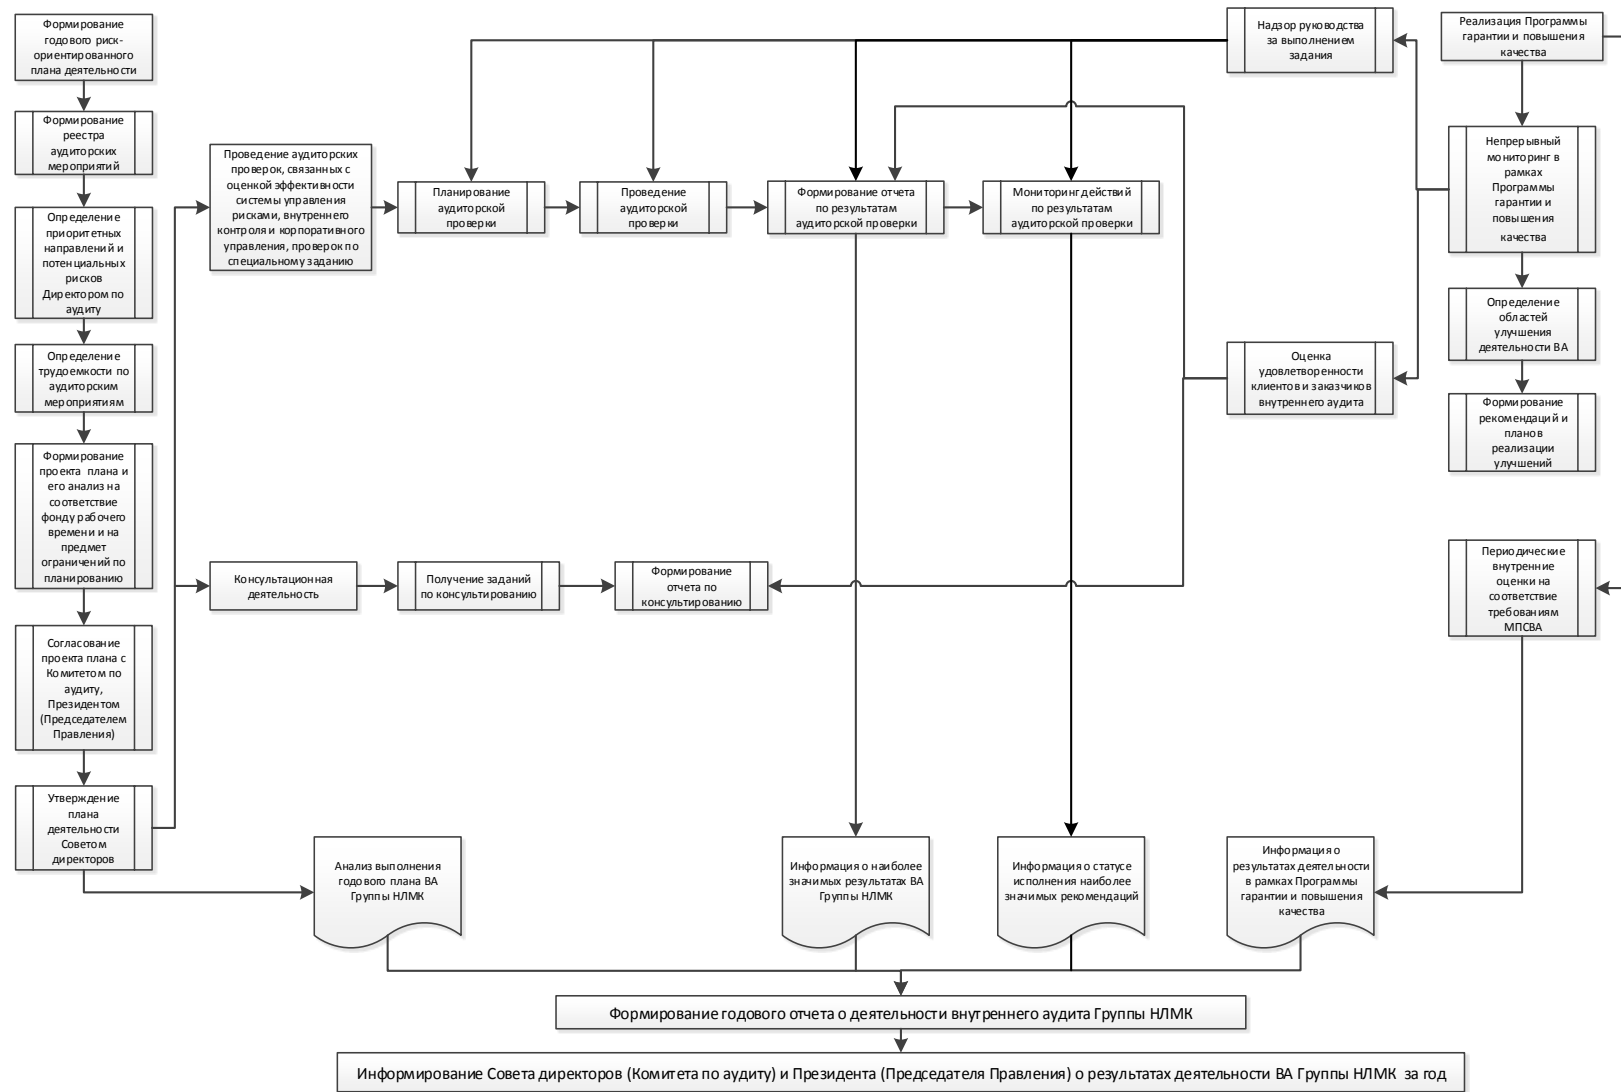 Формирование
годового риск-
ориентированного
плана деятельности
Формирование
реестра
аудиторских
мероприятий
Определение
приоритетных
направлений и
потенциальных
рисков
Директором по
аудиту
Определение
трудоемкости по
аудиторским
мероприятиям
Формирование
проекта плана и
его анализ на
соответствие
фонду рабочего
времени и на
предмет
ограничений по
планированию
Согласование
проекта плана с
Комитетом по
аудиту,
Президентом
(Председателем
Правления)
Утверждение
плана
деятельности
Советом
директоров
Проведение аудиторских
проверок, связанных с
оценкой эффективности
системы управления
рисками, внутреннего
контроля и корпоративного
управления, проверок по
специальному заданию
Планирование
аудиторской
проверки
Проведение
аудиторской
проверки
Формирование отчета
по результатам
аудиторской проверки
Мониторинг действий
по результатам
аудиторской проверки
Надзор руководства
за выполнением
задания
Реализация Программы
гарантии и повышения
качества
Непрерывный
мониторинг в
рамках
Программы
гарантии и
повышения
качества
Определение
областей
улучшения
деятельности ВА
Формирование
рекомендаций и
планов
реализации
улучшений
Оценка
удовлетворенности
клиентов и заказчиков
внутреннего аудита
Консультационная
деятельность
Получение заданий
по консультированию
Формирование
отчета по
консультированию
Периодические
внутренние
оценки на
соответствие
требованиям
МПСВА
Анализ выполнения
годового плана ВА
Группы НЛМК
Информация о наиболее
значимых результатах ВА
Группы НЛМК
Информация о статусе
исполнения наиболее
значимых рекомендаций
Информация о
результатах деятельности
в рамках Программы
гарантии и повышения
качества
Формирование годового отчета о деятельности внутреннего аудита Группы НЛМК
Информирование Совета директоров (Комитета по аудиту) и Президента (Председателя Правления) о результатах деятельности ВА Группы НЛМК за год